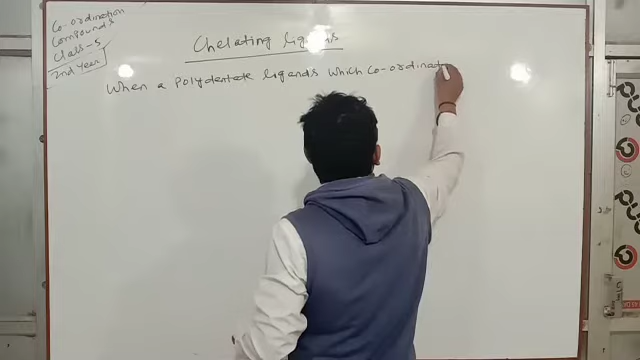 Co-ordination
Compounds
Class-5
2nd Year
Chelating ligands
When a polydentate ligands which Co-ordinat